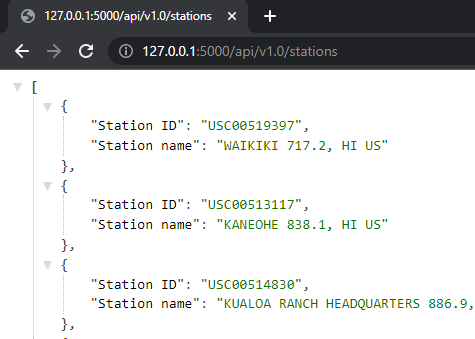 127.0.0.1:5000/api/v1.0/stations
127.0.0.1:5000/api/v1.0/stations
[
{
"Station ID": "USC00519397",
"Station name": "WAIKIKI 717.2, HI US"
},
{
"Station ID": "USC00513117",
"Station name": "KANEOHE 838.1, HI US"
},
{
"Station ID": "USC00514830",
"Station name": "KUALOA RANCH HEADQUARTERS 886.9,
},